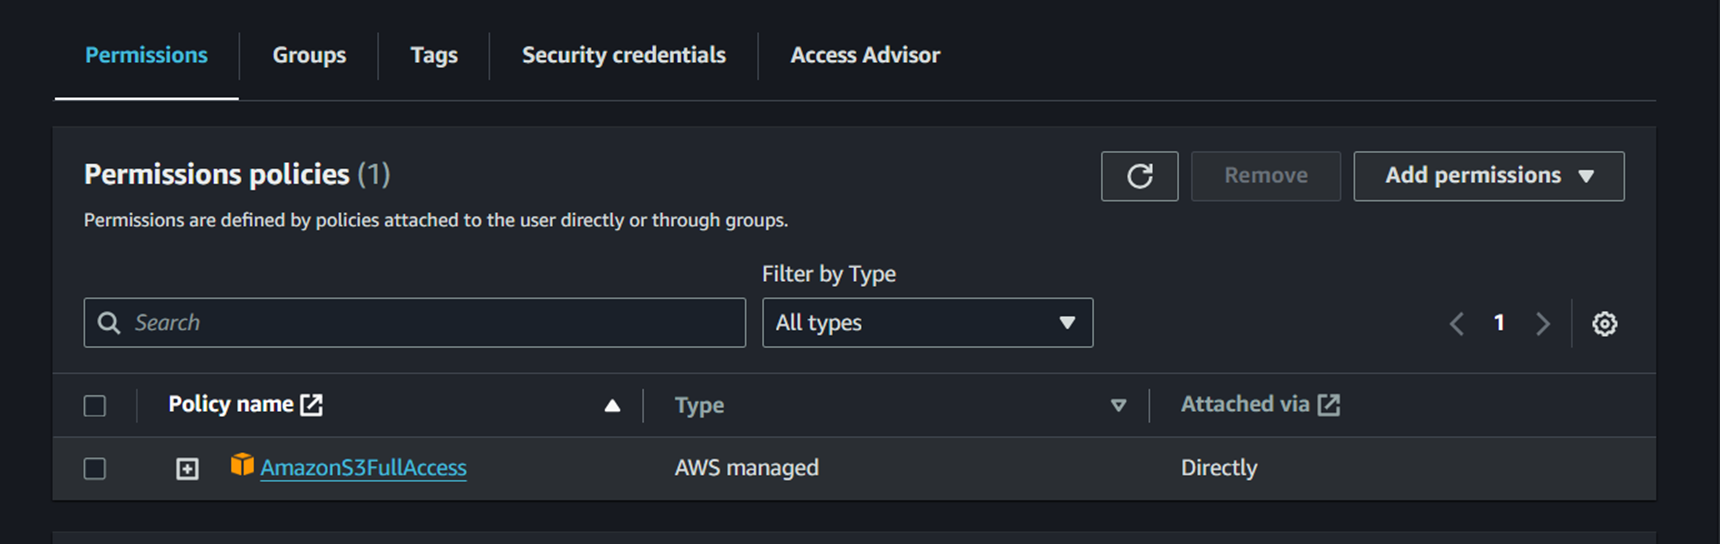 Permissions Groups Tags Security credentials Access Advisor
Permissions policies (1)
Remove Add permissions
Permissions are defined by policies attached to the user directly or through groups.
Filter by Type
Search All types 1
Policy name Type Attached via
AmazonS3FullAccess AWS managed Directly